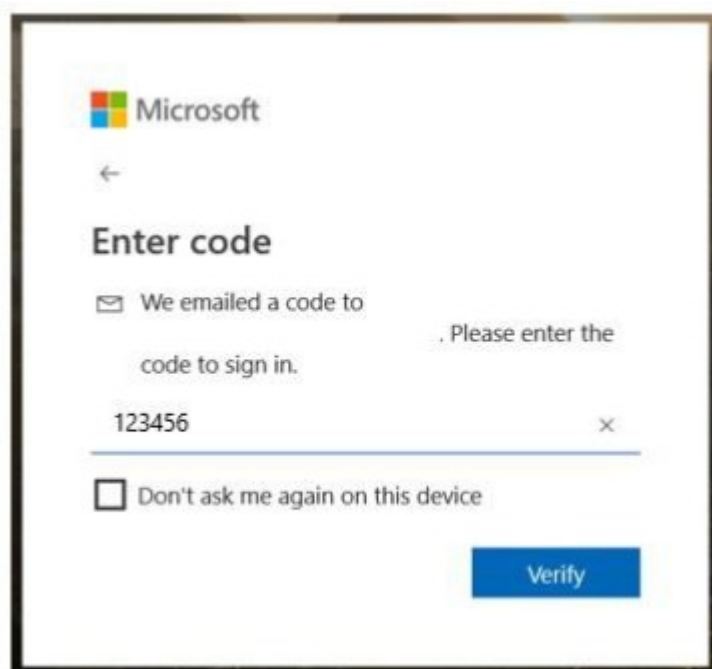 Microsoft
Enter code
We emailed a code to
. Please enter the
code to sign in.
123456
Don't ask me again on this device
Verify